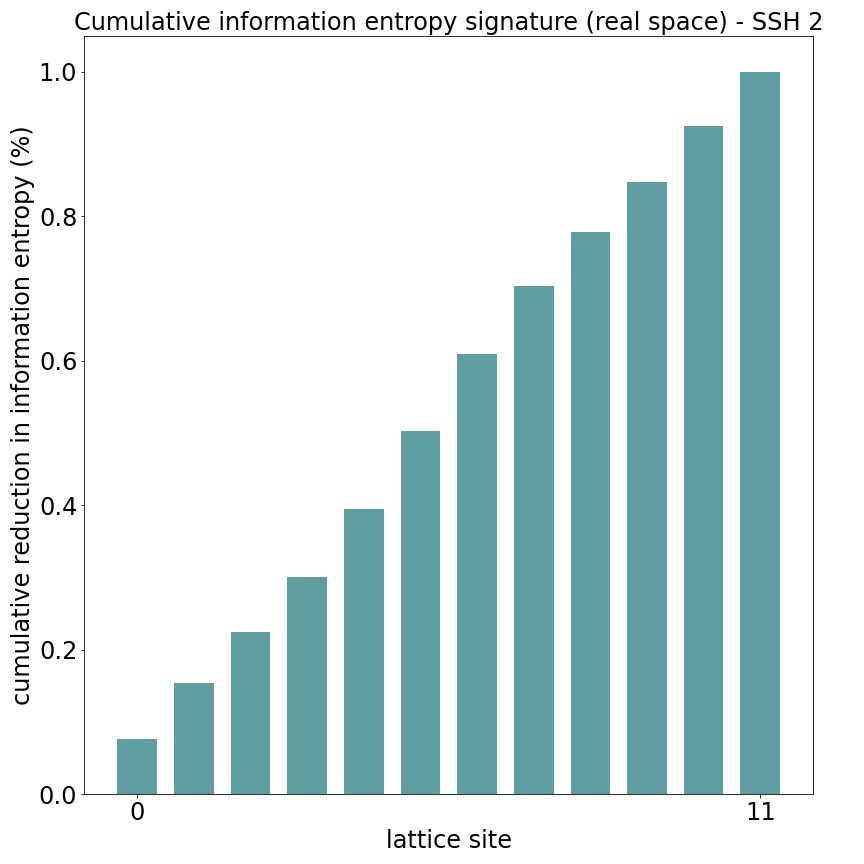 Cumulative information entropy signature (real space) - SSH 2
cumulative reduction in information entropy (%)
1.0
0.8
0.6
0.4
0.2
0.0
0 11
lattice site